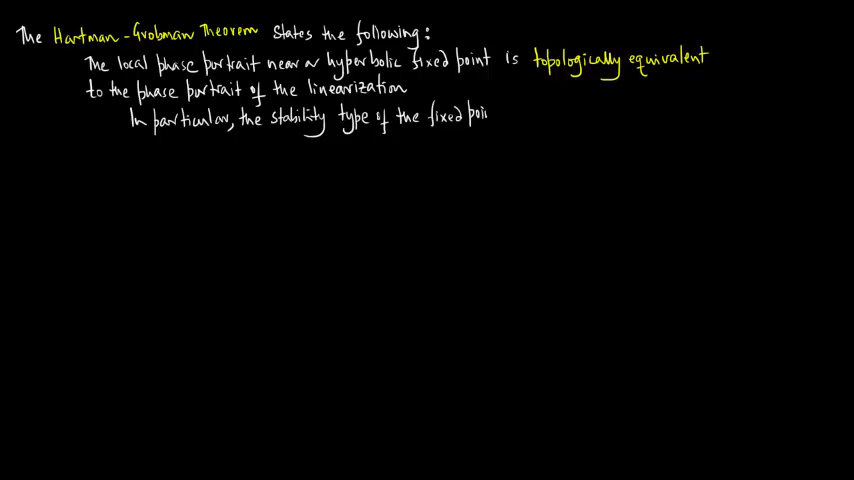 The Hartman-Grobman Theorem states the following:
The local phase portrait near a hyperbolic fixed point is topologically equivalent
to the phase portrait of the linearization
In particular, the stability type of the fixed poi